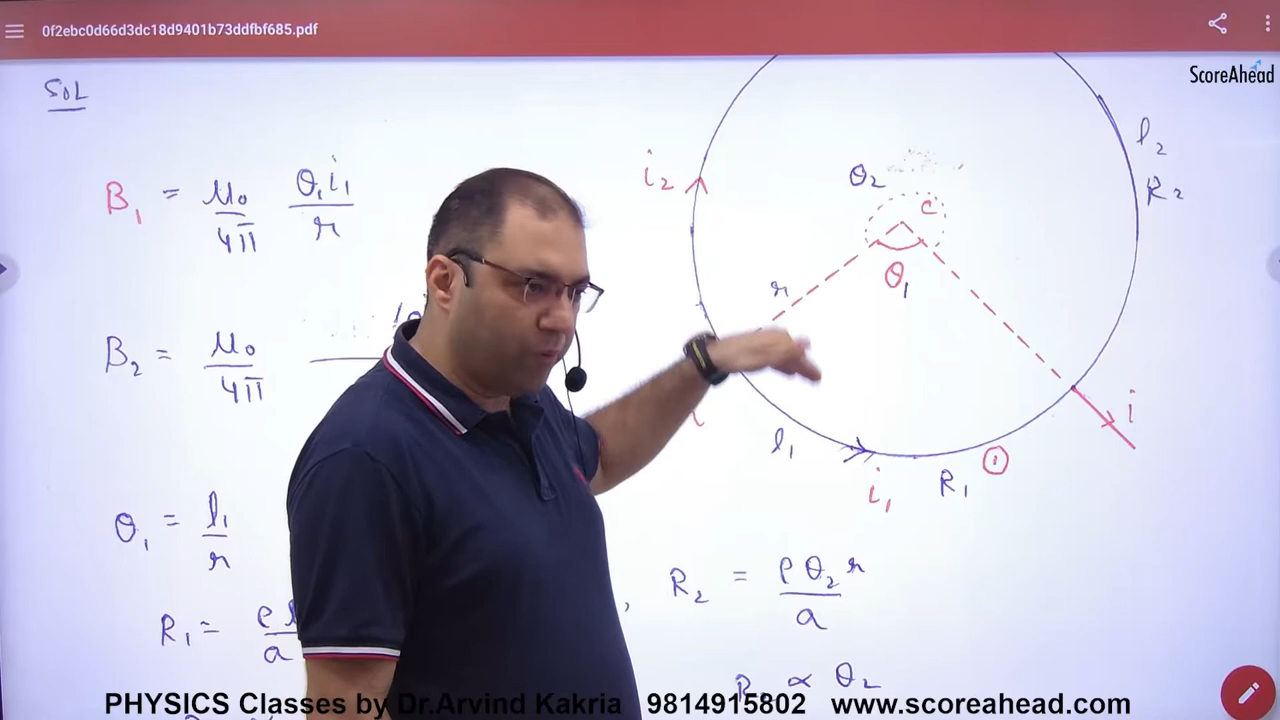 0f2ebc0d66d3dc18d9401b73ddfbf685.pdf
ScoreAhead
SOL
B₁ = μ₀/4π θ₁i₁/r
B₂ = μ₀/4π
θ₁ = l₁/r
R₁ = ρ
a
, R₂ = ρθ₂r/a
∝ θ₂
i₂
θ₂
c
l₂
R₂
r
θ₁
i
l₁
i₁
R₁
①
PHYSICS Classes by Dr.Arvind Kakria 9814915802 www.scoreahead.com